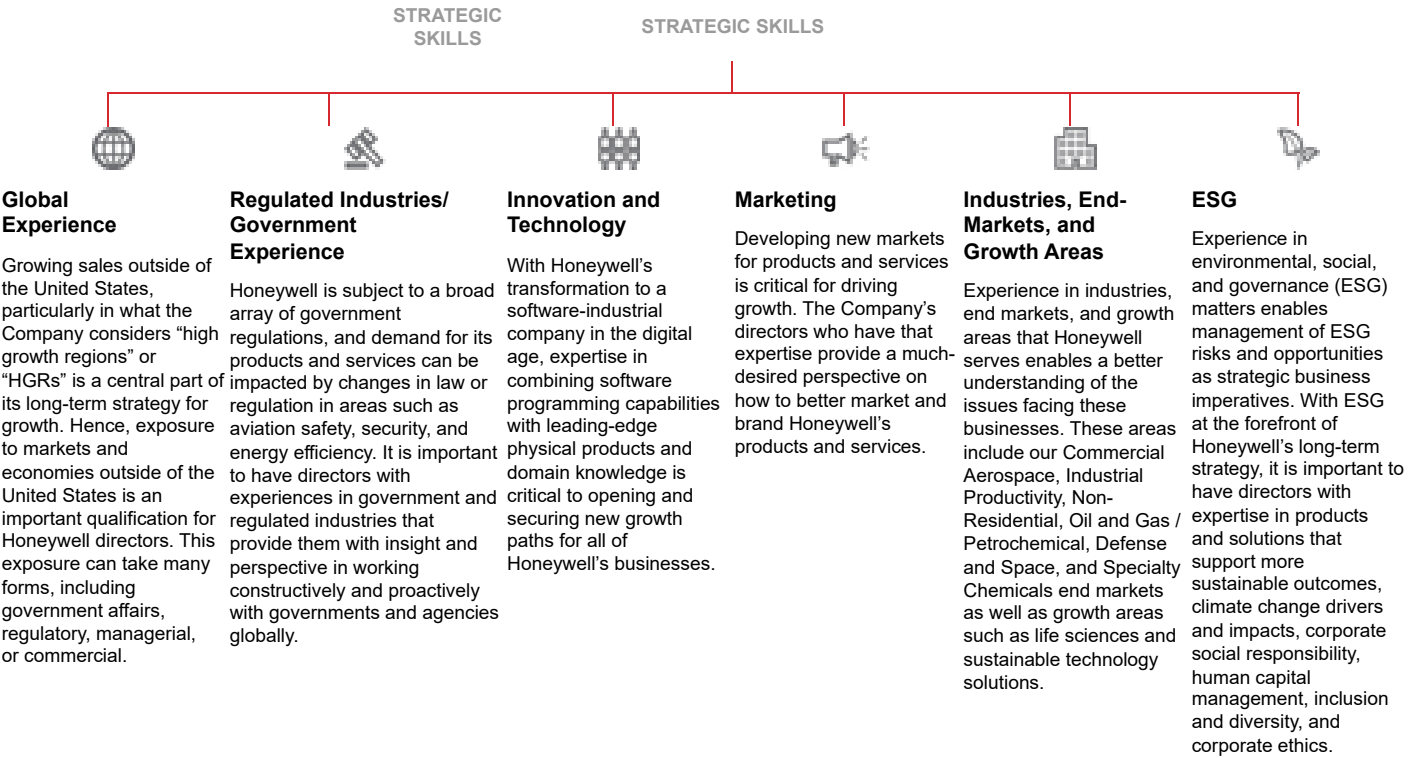 STRATEGIC
SKILLS
STRATEGIC SKILLS
Global
Experience
Growing sales outside of
the United States,
particularly in what the
Company considers “high
growth regions” or
“HGRs” is a central part of
its long-term strategy for
growth. Hence, exposure
to markets and
economies outside of the
United States is an
important qualification for
Honeywell directors. This
exposure can take many
forms, including
government affairs,
regulatory, managerial,
or commercial.
Regulated Industries/
Government
Experience
Honeywell is subject to a broad
array of government
regulations, and demand for its
products and services can be
impacted by changes in law or
regulation in areas such as
aviation safety, security, and
energy efficiency. It is important
to have directors with
experiences in government and
regulated industries that
provide them with insight and
perspective in working
constructively and proactively
with governments and agencies
globally.
Innovation and
Technology
With Honeywell’s
transformation to a
software-industrial
company in the digital
age, expertise in
combining software
programming capabilities
with leading-edge
physical products and
domain knowledge is
critical to opening and
securing new growth
paths for all of
Honeywell’s businesses.
Marketing
Developing new markets
for products and services
is critical for driving
growth. The Company’s
directors who have that
expertise provide a much-
desired perspective on
how to better market and
brand Honeywell’s
products and services.
Industries, End-
Markets, and
Growth Areas
Experience in industries,
end markets, and growth
areas that Honeywell
serves enables a better
understanding of the
issues facing these
businesses. These areas
include our Commercial
Aerospace, Industrial
Productivity, Non-
Residential, Oil and Gas /
Petrochemical, Defense
and Space, and Specialty
Chemicals end markets
as well as growth areas
such as life sciences and
sustainable technology
solutions.
ESG
Experience in
environmental, social,
and governance (ESG)
matters enables
management of ESG
risks and opportunities
as strategic business
imperatives. With ESG
at the forefront of
Honeywell’s long-term
strategy, it is important to
have directors with
expertise in products
and solutions that
support more
sustainable outcomes,
climate change drivers
and impacts, corporate
social responsibility,
human capital
management, inclusion
and diversity, and
corporate ethics.